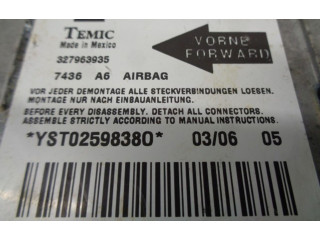 TEMIC
Made in Mexico
327963935
VORNE
FORWARD
7436 A6 AIRBAG
VOR JEDER DEMONTAGE ALLE STECKVERBINDUNGEN LOESEN.
MONTAGE NUR NACH EINBAUANLEITUNG.
BEFORE EVERY DISASSEMBLY. DETACH ALL CONNECTORS.
ASSEMBLE STRICTLY ACCORDING TO MANUAL INSTRUCTIONS.
*YST02598380* 03/06 05